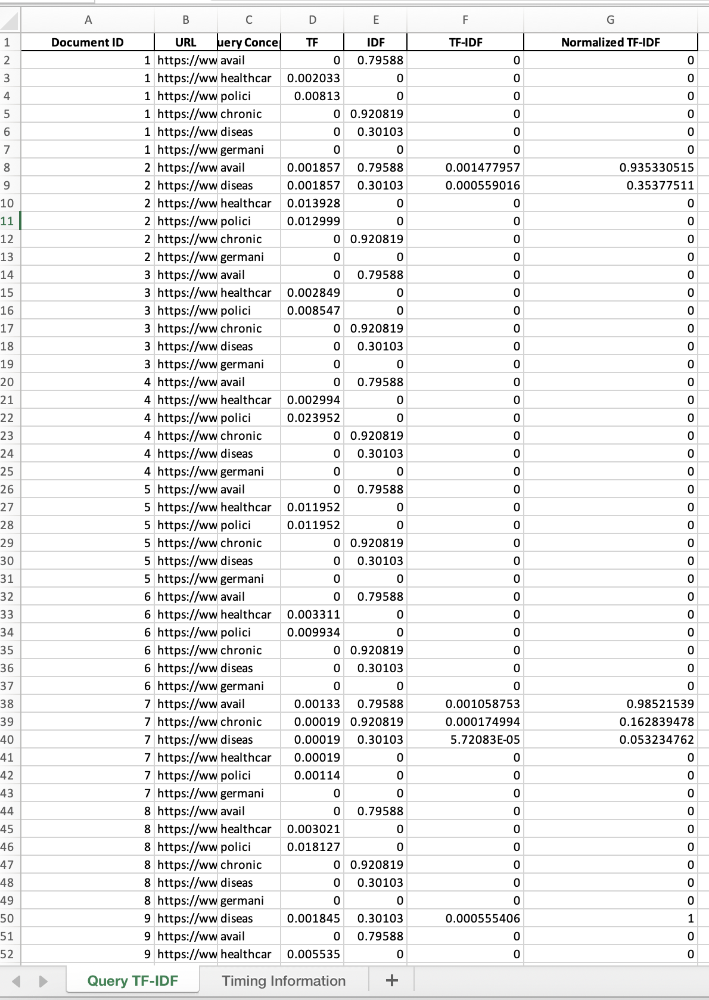 A B C D E F G
1 Document ID URL uery Conce TF IDF TF-IDF Normalized TF-IDF
2 1 https://ww avail 0 0.79588 0 0
3 1 https://ww healthcar 0.002033 0 0 0
4 1 https://ww polici 0.00813 0 0 0
5 1 https://ww chronic 0 0.920819 0 0
6 1 https://ww diseas 0 0.30103 0 0
7 1 https://ww germani 0 0 0 0
8 2 https://ww avail 0.001857 0.79588 0.001477957 0.935330515
9 2 https://ww diseas 0.001857 0.30103 0.000559016 0.35377511
10 2 https://ww healthcar 0.013928 0 0 0
11 2 https://ww polici 0.012999 0 0 0
12 2 https://ww chronic 0 0.920819 0 0
13 2 https://ww germani 0 0 0 0
14 3 https://ww avail 0 0.79588 0 0
15 3 https://ww healthcar 0.002849 0 0 0
16 3 https://ww polici 0.008547 0 0 0
17 3 https://ww chronic 0 0.920819 0 0
18 3 https://ww diseas 0 0.30103 0 0
19 3 https://ww germani 0 0 0 0
20 4 https://ww avail 0 0.79588 0 0
21 4 https://ww healthcar 0.002994 0 0 0
22 4 https://ww polici 0.023952 0 0 0
23 4 https://ww chronic 0 0.920819 0 0
24 4 https://ww diseas 0 0.30103 0 0
25 4 https://ww germani 0 0 0 0
26 5 https://ww avail 0 0.79588 0 0
27 5 https://ww healthcar 0.011952 0 0 0
28 5 https://ww polici 0.011952 0 0 0
29 5 https://ww chronic 0 0.920819 0 0
30 5 https://ww diseas 0 0.30103 0 0
31 5 https://ww germani 0 0 0 0
32 6 https://ww avail 0 0.79588 0 0
33 6 https://ww healthcar 0.003311 0 0 0
34 6 https://ww polici 0.009934 0 0 0
35 6 https://ww chronic 0 0.920819 0 0
36 6 https://ww diseas 0 0.30103 0 0
37 6 https://ww germani 0 0 0 0
38 7 https://ww avail 0.00133 0.79588 0.001058753 0.98521539
39 7 https://ww chronic 0.00019 0.920819 0.000174994 0.162839478
40 7 https://ww diseas 0.00019 0.30103 5.72083E-05 0.053234762
41 7 https://ww healthcar 0.00019 0 0 0
42 7 https://ww polici 0.00114 0 0 0
43 7 https://ww germani 0 0 0 0
44 8 https://ww avail 0 0.79588 0 0
45 8 https://ww healthcar 0.003021 0 0 0
46 8 https://ww polici 0.018127 0 0 0
47 8 https://ww chronic 0 0.920819 0 0
48 8 https://ww diseas 0 0.30103 0 0
49 8 https://ww germani 0 0 0 0
50 9 https://ww diseas 0.001845 0.30103 0.000555406 1
51 9 https://ww avail 0 0.79588 0 0
52 9 https://ww healthcar 0.005535 0 0 0
Query TF-IDF Timing Information +